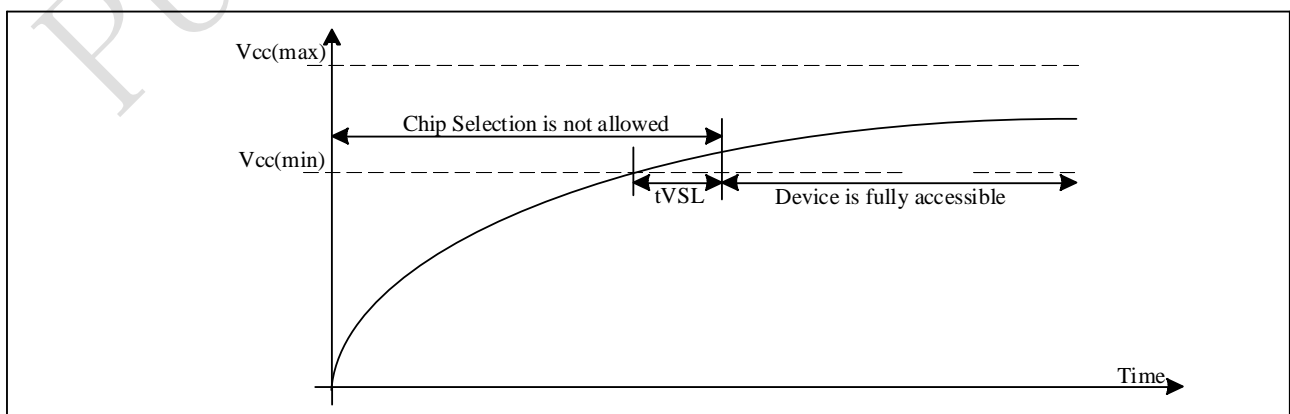 Vcc(max)
Chip Selection is not allowed
Vcc(min)
tVSL
Device is fully accessible
Time